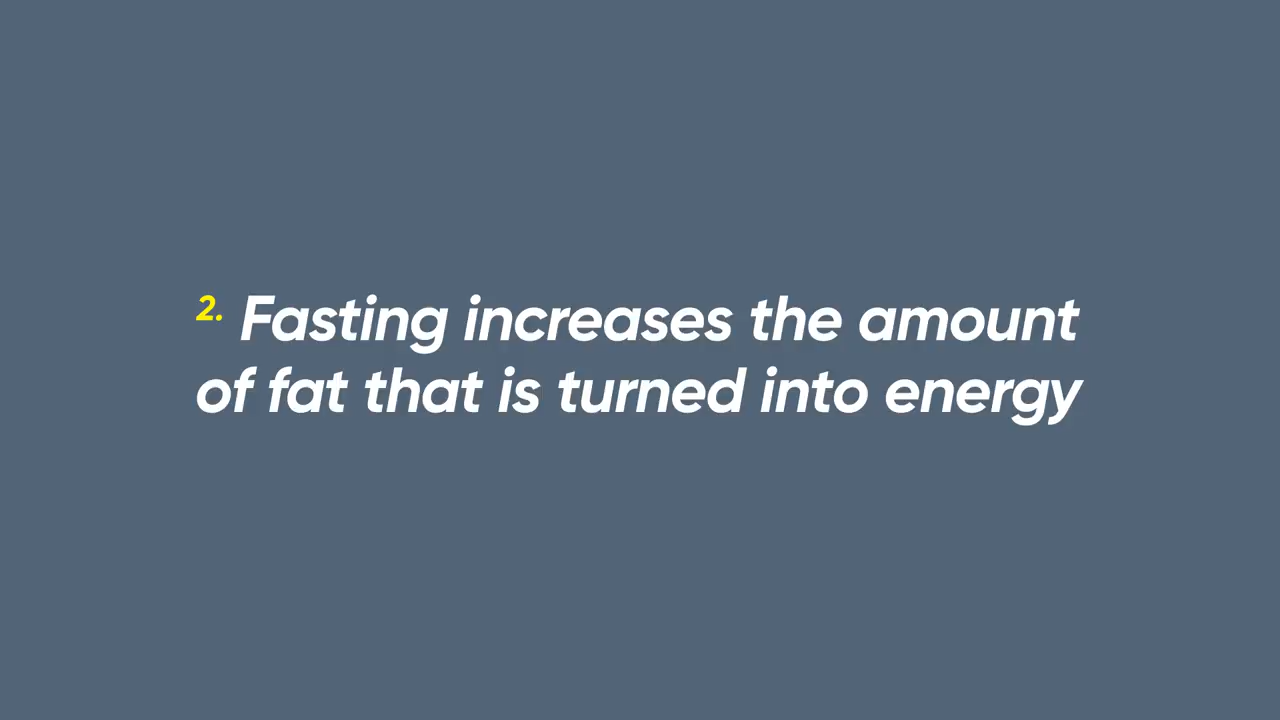 2. Fasting increases the amount
of fat that is turned into energy